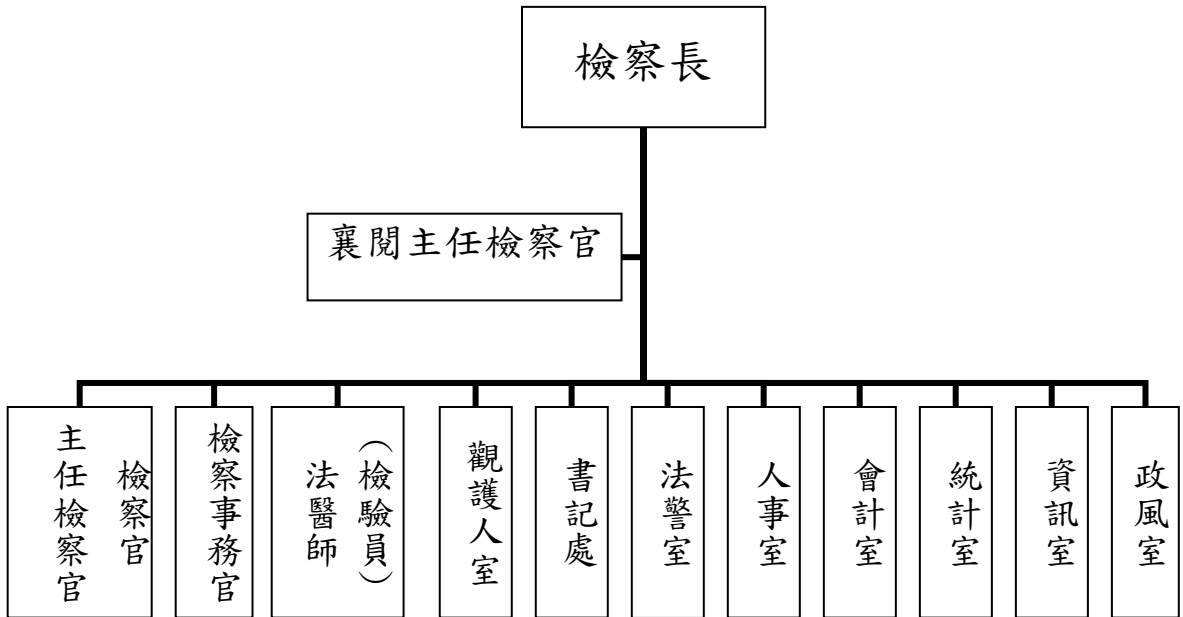 檢察長
襄閱主任檢察官
主任檢察官
檢察官
檢察事務官
法醫師
（檢驗員）
觀護人室
書記處
法警室
人事室
會計室
統計室
資訊室
政風室